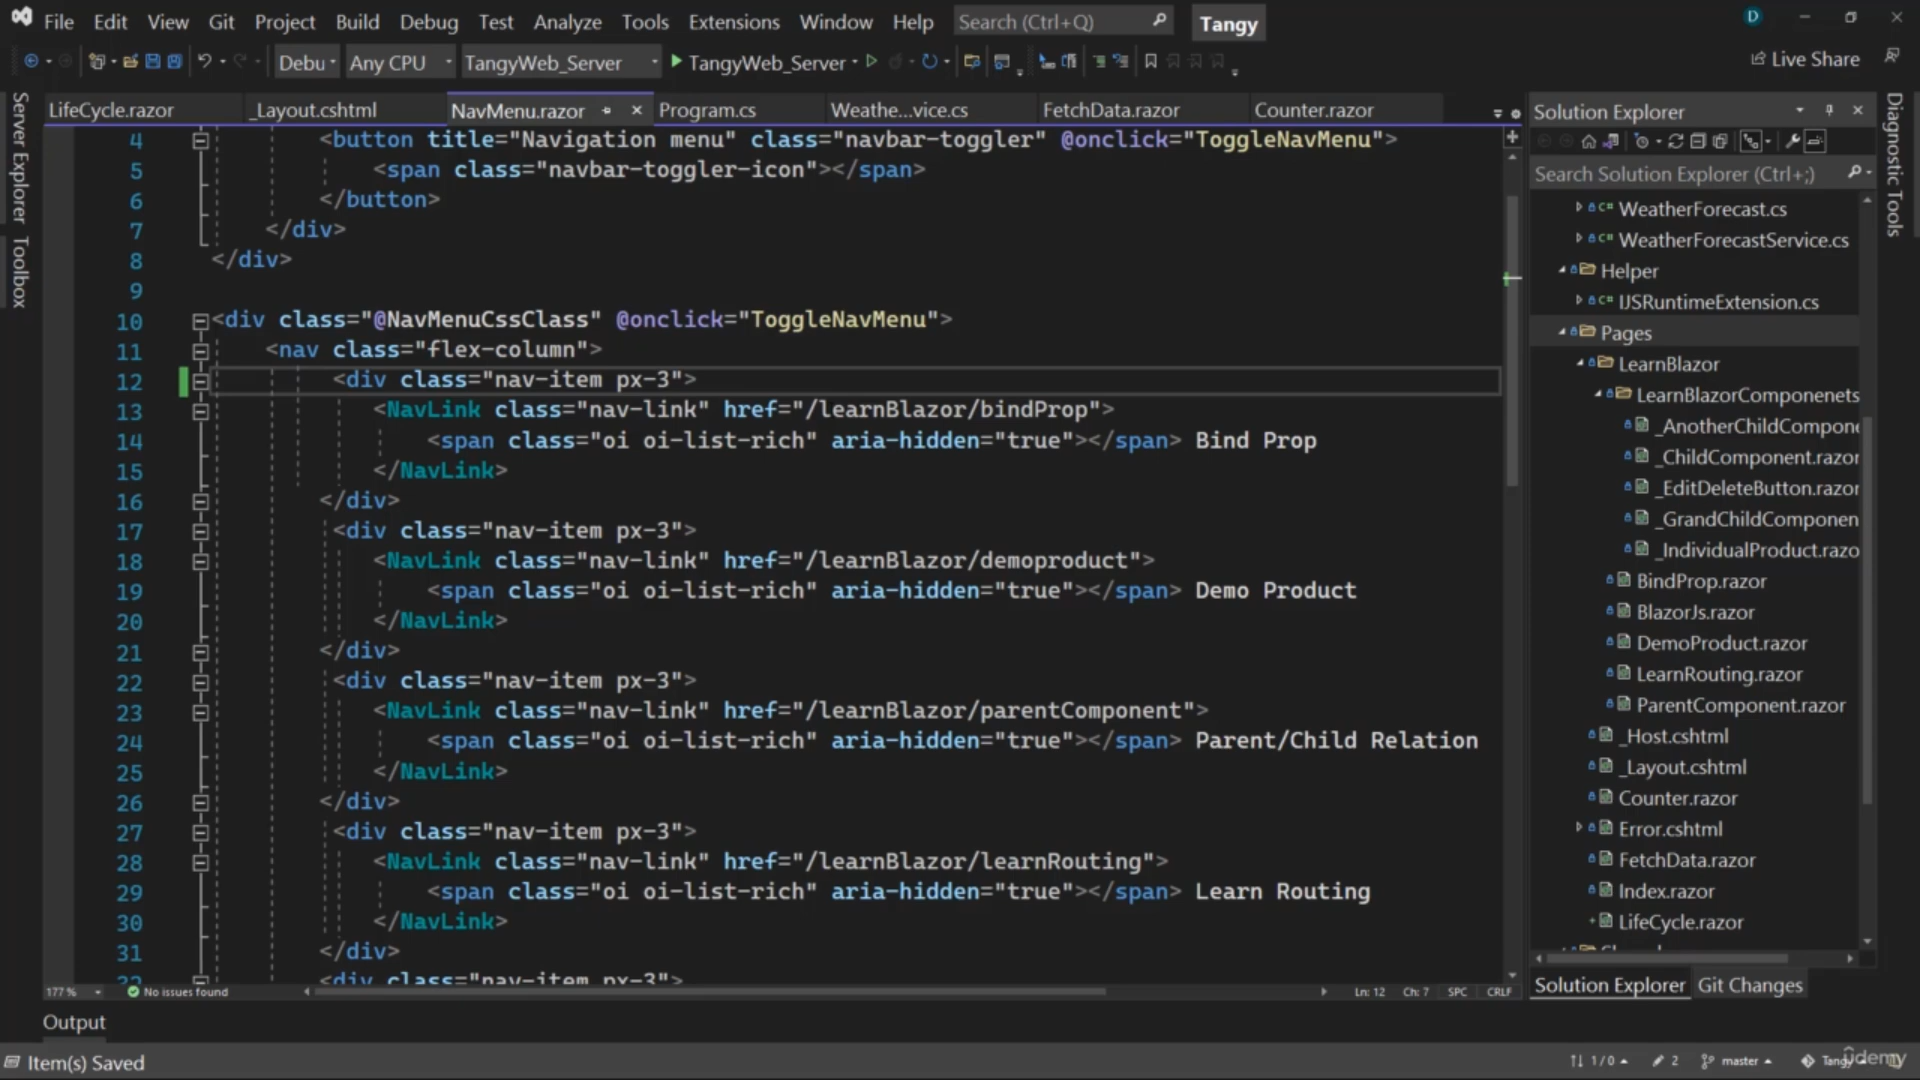 File Edit View Git Project Build Debug Test Analyze Tools Extensions Window Help Search (Ctrl+Q) Tangy D
Debu Any CPU TangyWeb_Server TangyWeb_Server Live Share
LifeCycle.razor _Layout.cshtml NavMenu.razor Program.cs Weathe...vice.cs FetchData.razor Counter.razor
Server Explorer
Toolbox
4 <button title="Navigation menu" class="navbar-toggler" @onclick="ToggleNavMenu">
5 <span class="navbar-toggler-icon"></span>
6 </button>
7 </div>
8 </div>
9
10 <div class="@NavMenuCssClass" @onclick="ToggleNavMenu">
11 <nav class="flex-column">
12 <div class="nav-item px-3">
13 <NavLink class="nav-link" href="/learnBlazor/bindProp">
14 <span class="oi oi-list-rich" aria-hidden="true"></span> Bind Prop
15 </NavLink>
16 </div>
17 <div class="nav-item px-3">
18 <NavLink class="nav-link" href="/learnBlazor/demoproduct">
19 <span class="oi oi-list-rich" aria-hidden="true"></span> Demo Product
20 </NavLink>
21 </div>
22 <div class="nav-item px-3">
23 <NavLink class="nav-link" href="/learnBlazor/parentComponent">
24 <span class="oi oi-list-rich" aria-hidden="true"></span> Parent/Child Relation
25 </NavLink>
26 </div>
27 <div class="nav-item px-3">
28 <NavLink class="nav-link" href="/learnBlazor/learnRouting">
29 <span class="oi oi-list-rich" aria-hidden="true"></span> Learn Routing
30 </NavLink>
31 </div>
32 <div class="nav-item px-3">
177 % No issues found Ln: 12 Ch: 7 SPC CRLF
Solution Explorer
Search Solution Explorer (Ctrl+;)
C# WeatherForecast.cs
C# WeatherForecastService.cs
Helper
C# IJSRuntimeExtension.cs
Pages
LearnBlazor
LearnBlazorComponenets
_AnotherChildCompone
_ChildComponent.razor
_EditDeleteButton.razor
_GrandChildComponen
_IndividualProduct.razo
BindProp.razor
BlazorJs.razor
DemoProduct.razor
LearnRouting.razor
ParentComponent.razor
_Host.cshtml
_Layout.cshtml
Counter.razor
Error.cshtml
FetchData.razor
Index.razor
LifeCycle.razor
Solution Explorer Git Changes
Diagnostic Tools
Output
Item(s) Saved 1 / 0 2 master Tangy
ûdemy